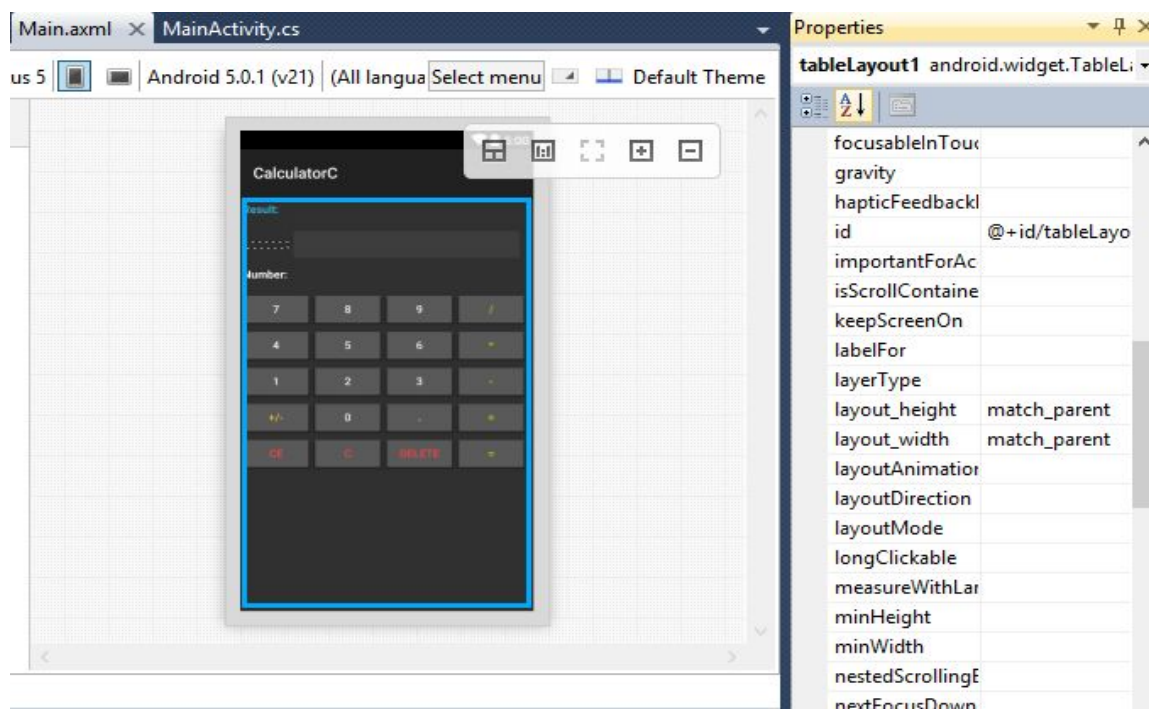 Main.axml MainActivity.cs
us 5 Android 5.0.1 (v21) (All langua Select menu Default Theme
CalculatorC
Result:
Number:
7 8 9 /
4 5 6 *
1 2 3 -
+/- 0 . +
CE C DELETE =
Properties
tableLayout1 android.widget.TableLa
focusableInTouc
gravity
hapticFeedbackl
id @+id/tableLayo
importantForAc
isScrollContaine
keepScreenOn
labelFor
layerType
layout_height match_parent
layout_width match_parent
layoutAnimation
layoutDirection
layoutMode
longClickable
measureWithLar
minHeight
minWidth
nestedScrollingE
nextFocusDown